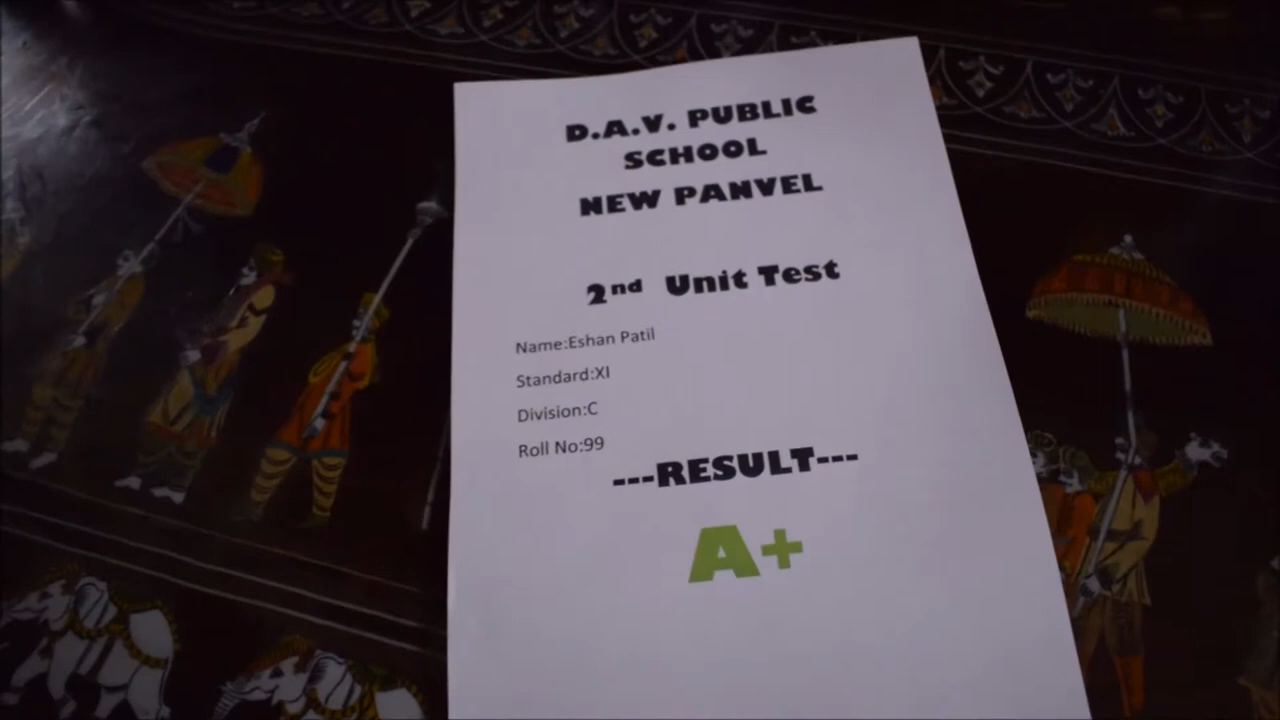 D.A.V. PUBLIC
SCHOOL
NEW PANVEL
2nd Unit Test
Name:Eshan Patil
Standard:XI
Division:C
Roll No:99
---RESULT---
A+